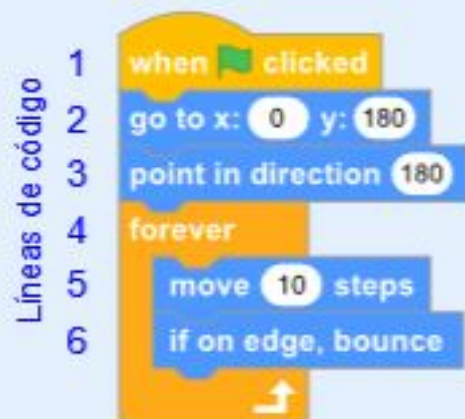 Líneas de código
1 when clicked
2 go to x: 0 y: 180
3 point in direction 180
4 forever
5 move 10 steps
6 if on edge, bounce